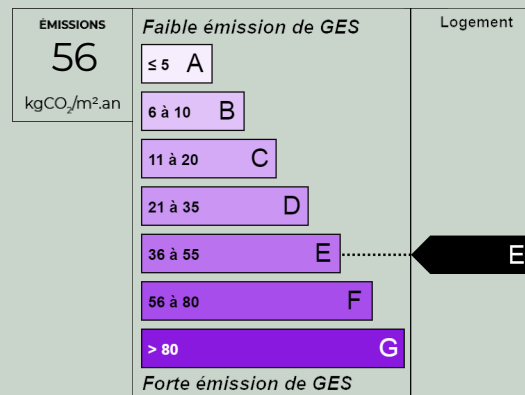 ÉMISSIONS
56
kgCO₂/m².an
Faible émission de GES
≤ 5 A
6 à 10 B
11 à 20 C
21 à 35 D
36 à 55 E
56 à 80 F
> 80 G
Forte émission de GES
Logement
E